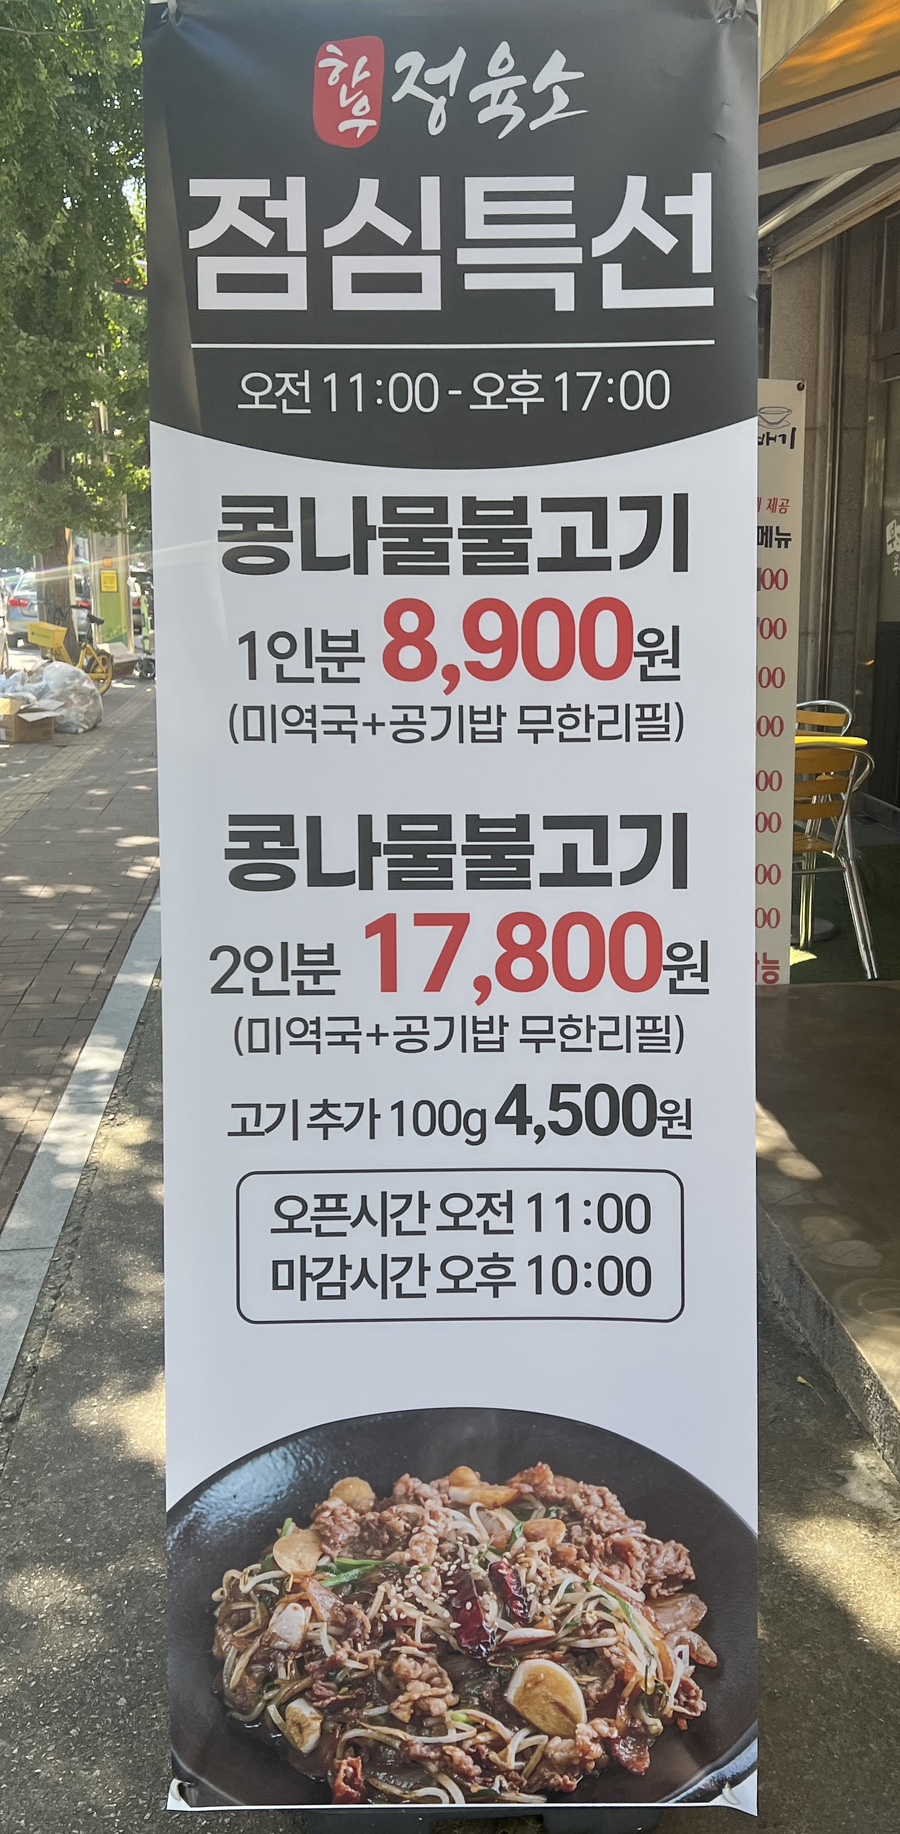 한우 정육소
점심특선
오전 11:00 - 오후 17:00
콩나물불고기
1인분 8,900원
(미역국+공기밥 무한리필)
콩나물불고기
2인분 17,800원
(미역국+공기밥 무한리필)
고기 추가 100g 4,500원
오픈시간 오전 11:00
마감시간 오후 10:00
제공
메뉴